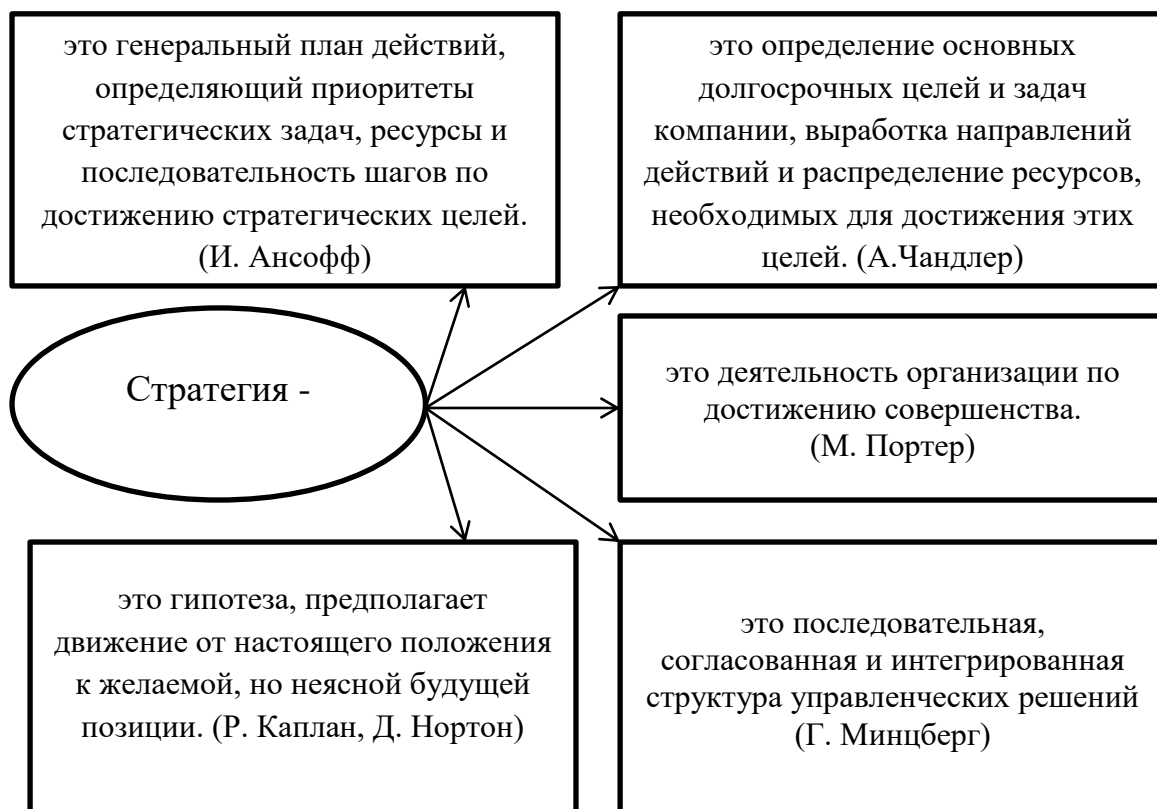 это генеральный план действий,
определяющий приоритеты
стратегических задач, ресурсы и
последовательность шагов по
достижению стратегических целей.
(И. Ансофф)
это определение основных
долгосрочных целей и задач
компании, выработка направлений
действий и распределение ресурсов,
необходимых для достижения этих
целей. (А.Чандлер)
Стратегия -
это деятельность организации по
достижению совершенства.
(М. Портер)
это гипотеза, предполагает
движение от настоящего положения
к желаемой, но неясной будущей
позиции. (Р. Каплан, Д. Нортон)
это последовательная,
согласованная и интегрированная
структура управленческих решений
(Г. Минцберг)